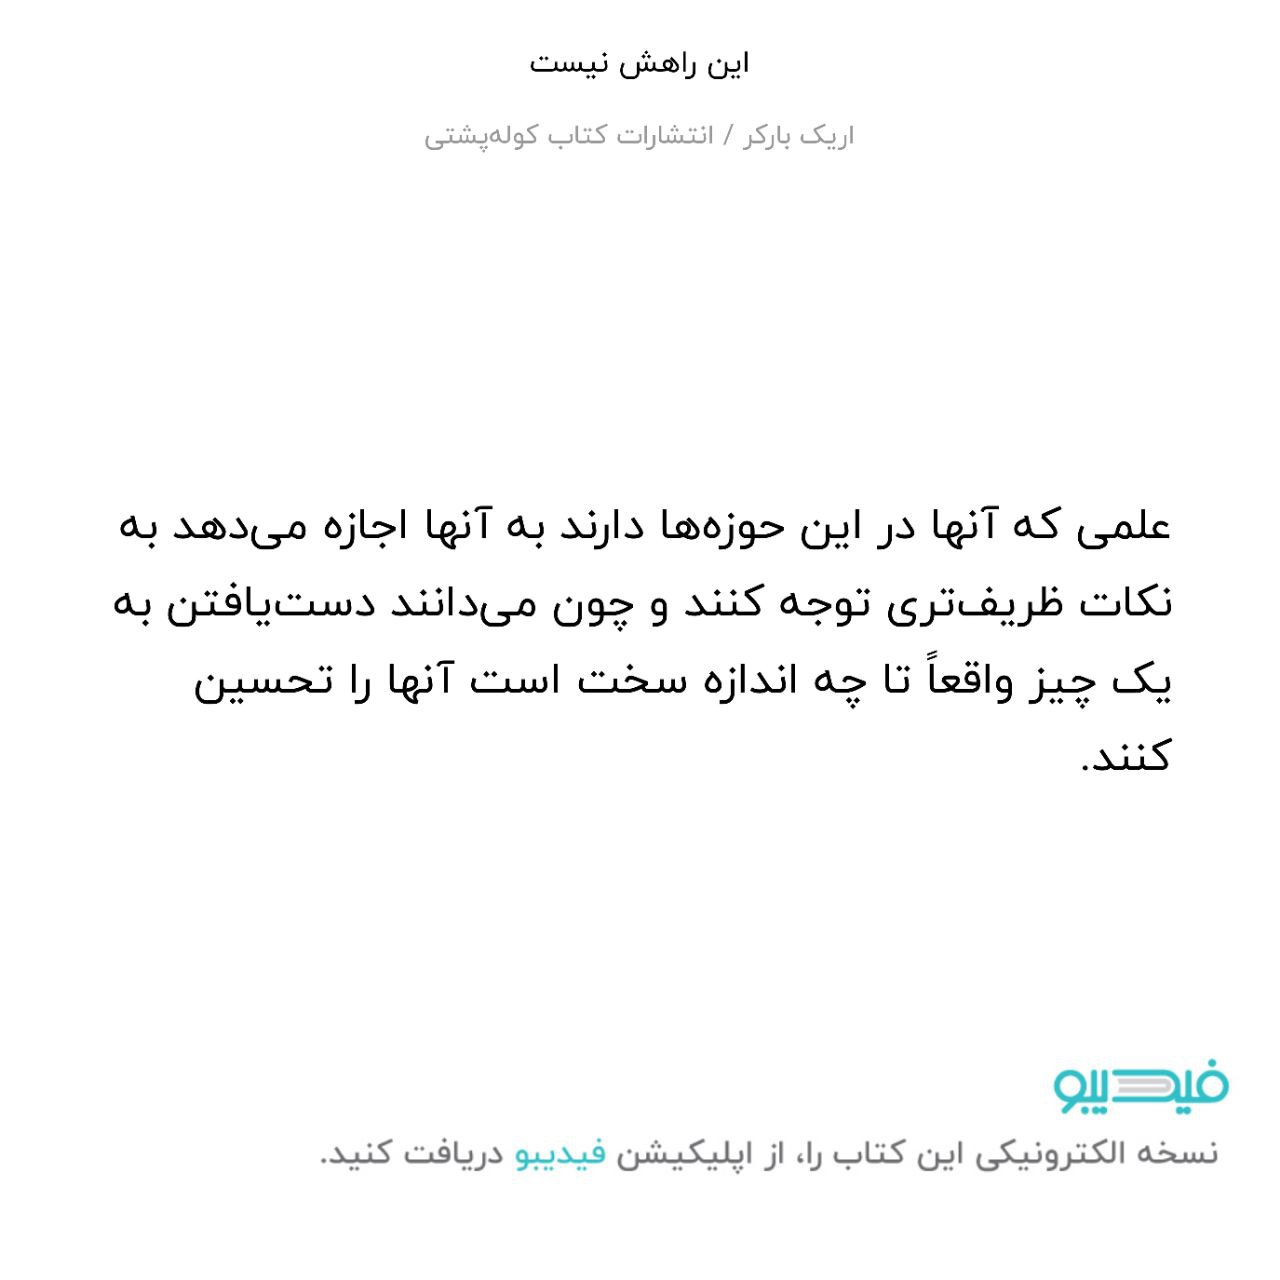 این راهش نیست
اریک بارکر / انتشارات کتاب کوله‌پشتی
علمی که آنها در این حوزه‌ها دارند به آنها اجازه می‌دهد به
نکات ظریف‌تری توجه کنند و چون می‌دانند دست‌یافتن به
یک چیز واقعاً تا چه اندازه سخت است آنها را تحسین
کنند.
فیدیبو
نسخه الکترونیکی این کتاب را، از اپلیکیشن فیدیبو دریافت کنید.